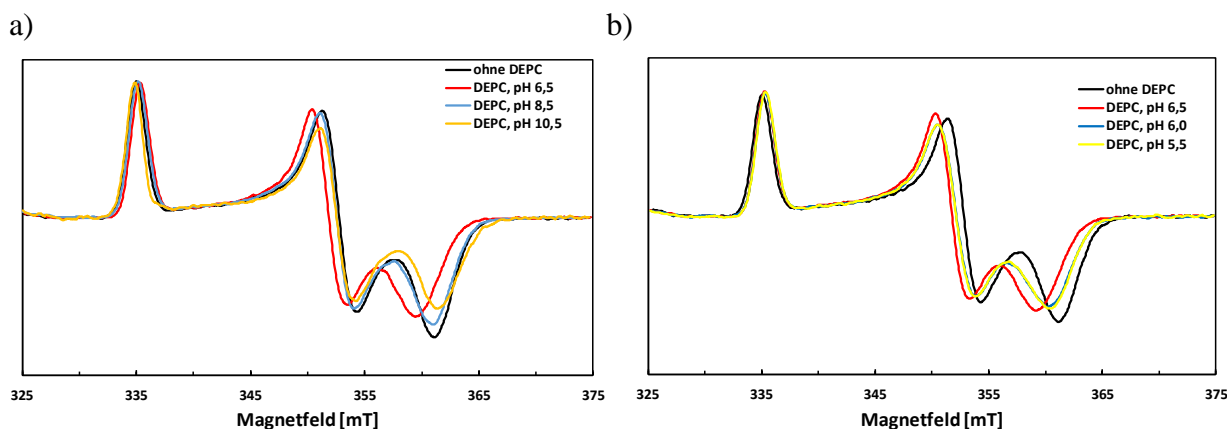 a)
ohne DEPC
DEPC, pH 6,5
DEPC, pH 8,5
DEPC, pH 10,5
325 335 345 355 365 375
Magnetfeld [mT]
b)
ohne DEPC
DEPC, pH 6,5
DEPC, pH 6,0
DEPC, pH 5,5
325 335 345 355 365 375
Magnetfeld [mT]